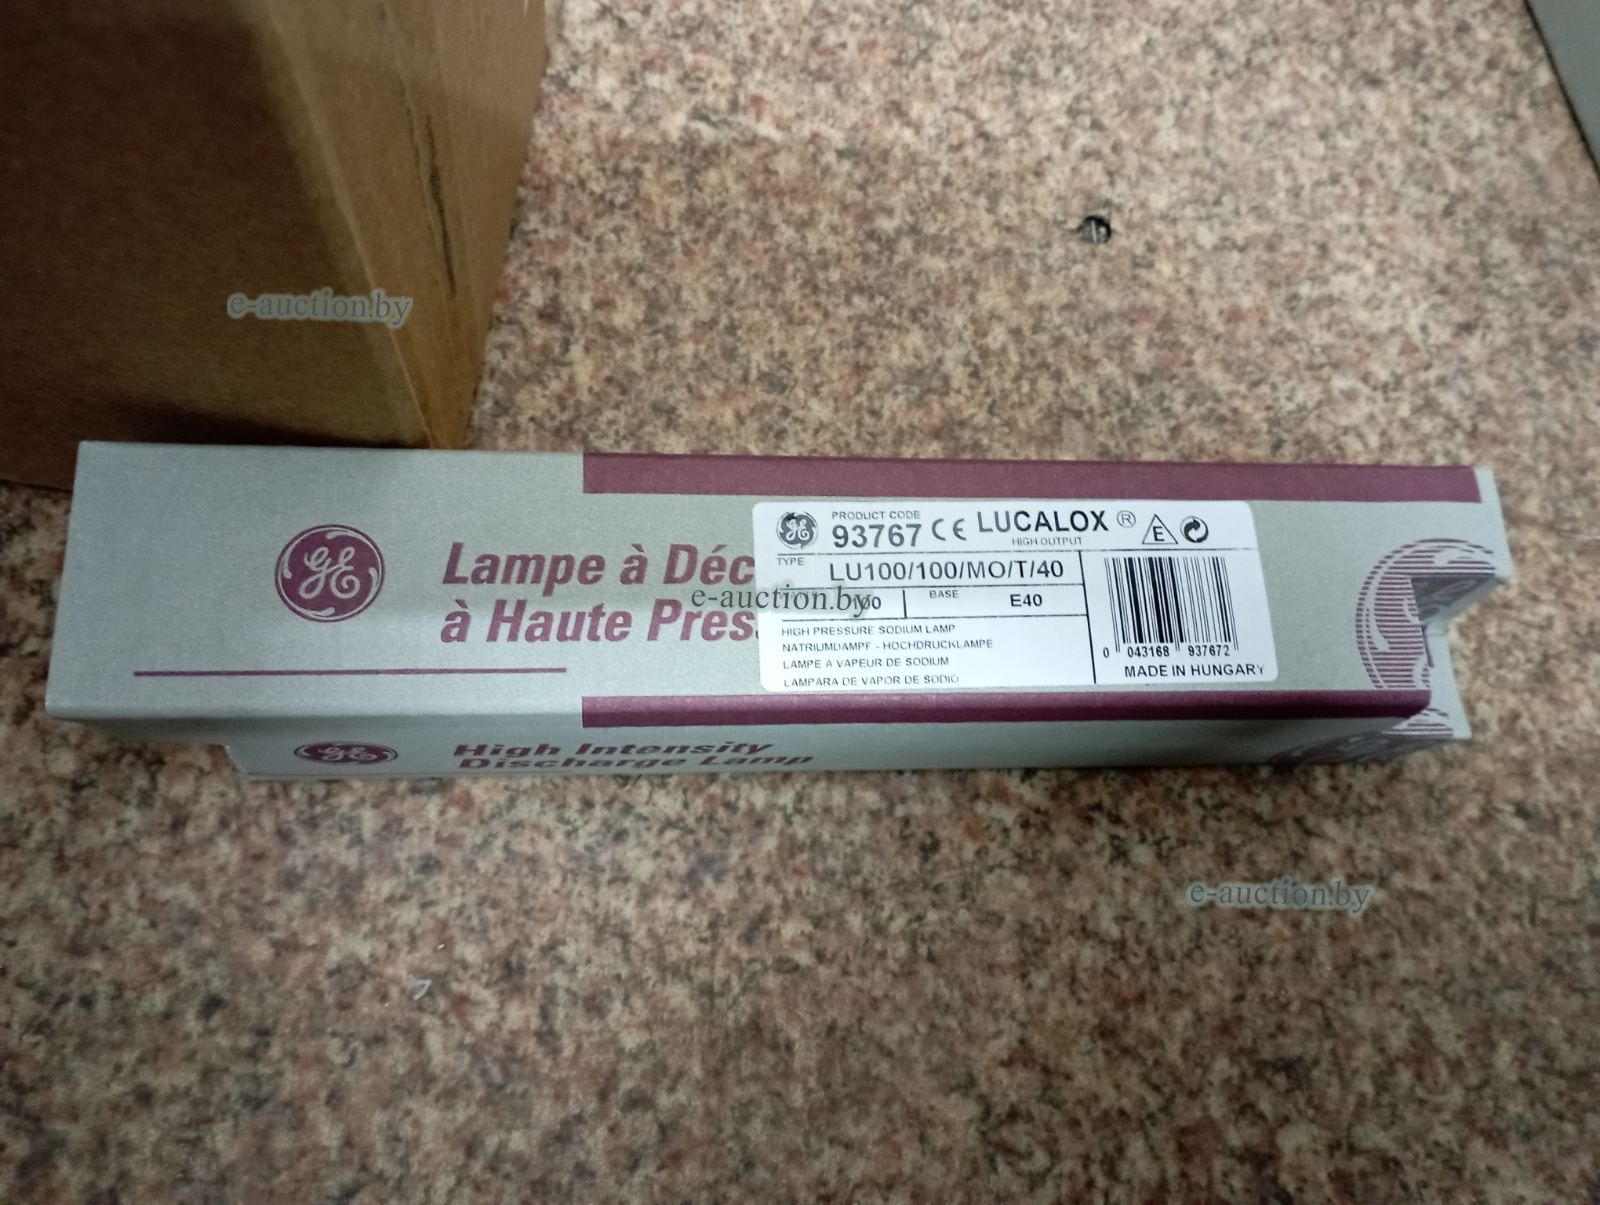 e-auction.by
GE
Lampe à Déc
à Haute Pres
GE PRODUCT CODE
93767 CE LUCALOX ® E
HIGH OUTPUT
TYPE LU100/100/MO/T/40
100 BASE E40
e-auction.by
HIGH PRESSURE SODIUM LAMP
NATRIUMDAMPF - HOCHDRUCKLAMPE
LAMPE A VAPEUR DE SODIUM
LAMPARA DE VAPOR DE SODIO
0 043168 937672
MADE IN HUNGARY
GE High Intensity
Discharge Lamp
e-auction.by